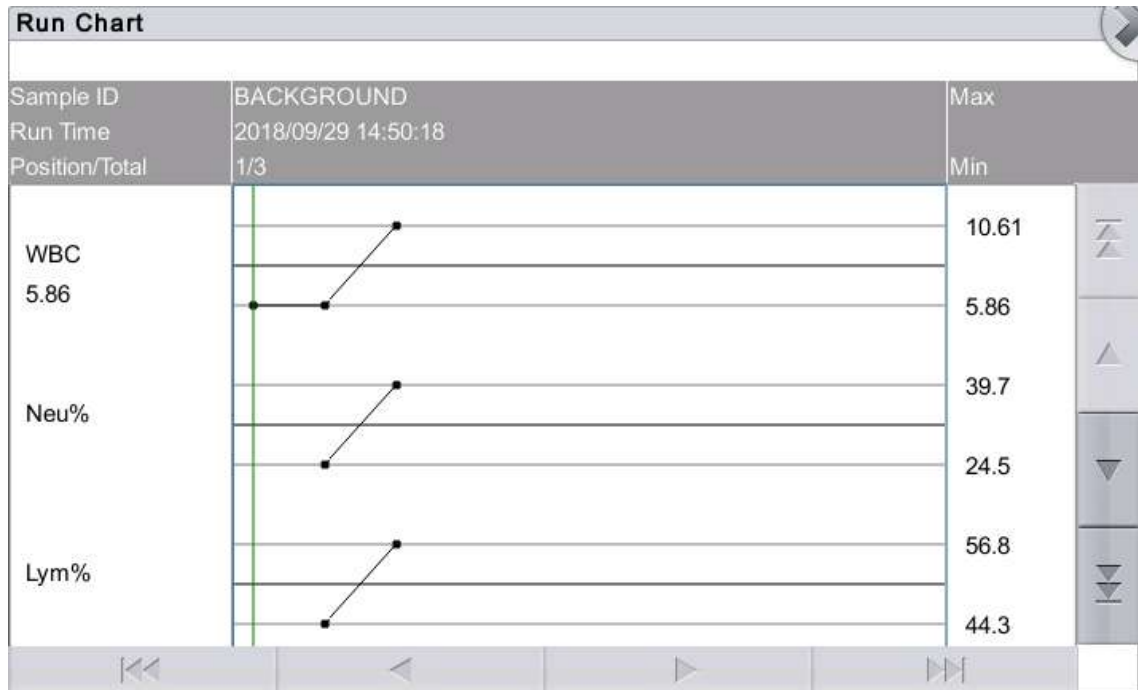 Run Chart
Sample ID BACKGROUND Max
Run Time 2018/09/29 14:50:18
Position/Total 1/3 Min
WBC 10.61
5.86 5.86
Neu% 39.7
24.5
Lym% 56.8
44.3